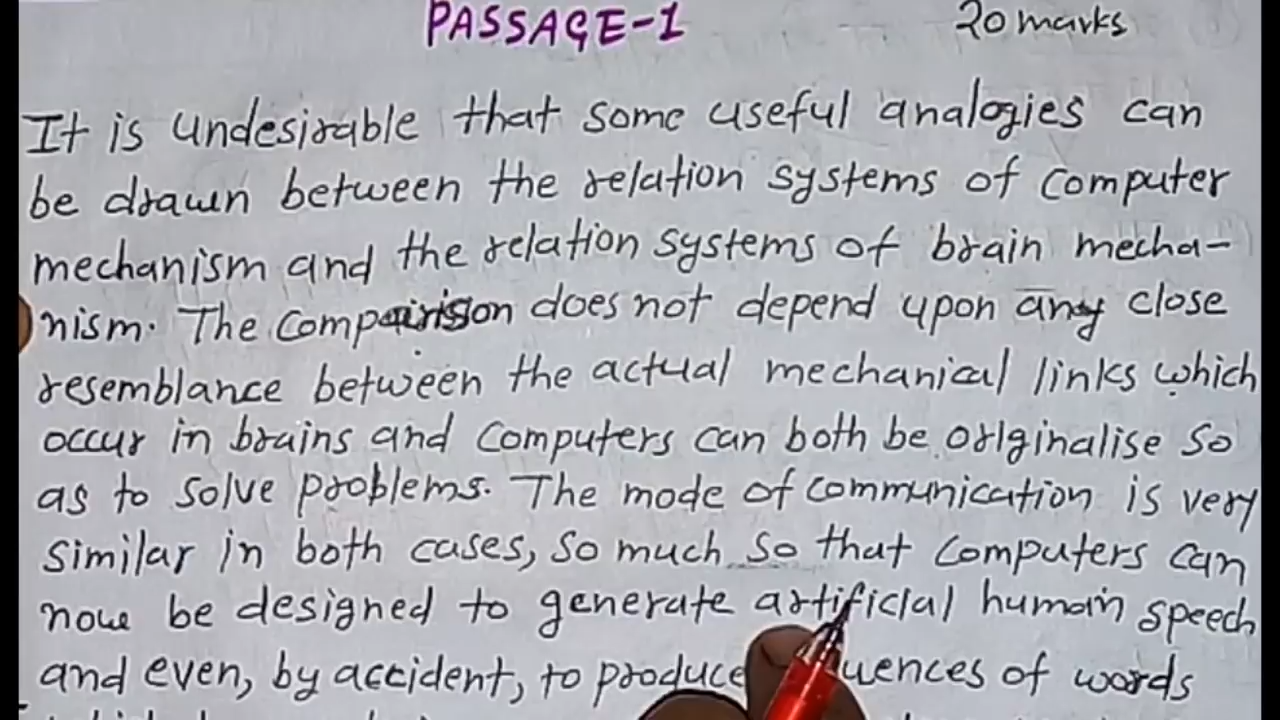 PASSAGE-1 20 marks
It is undesirable that some useful analogies can
be drawn between the relation systems of computer
mechanism and the relation systems of brain mecha-
nism. The comparision does not depend upon any close
resemblance between the actual mechanical links which
occur in brains and computers can both be originalise so
as to solve problems. The mode of communication is very
similar in both cases, so much so that computers can
now be designed to generate artificial human speech
and even, by accident, to produce uences of words